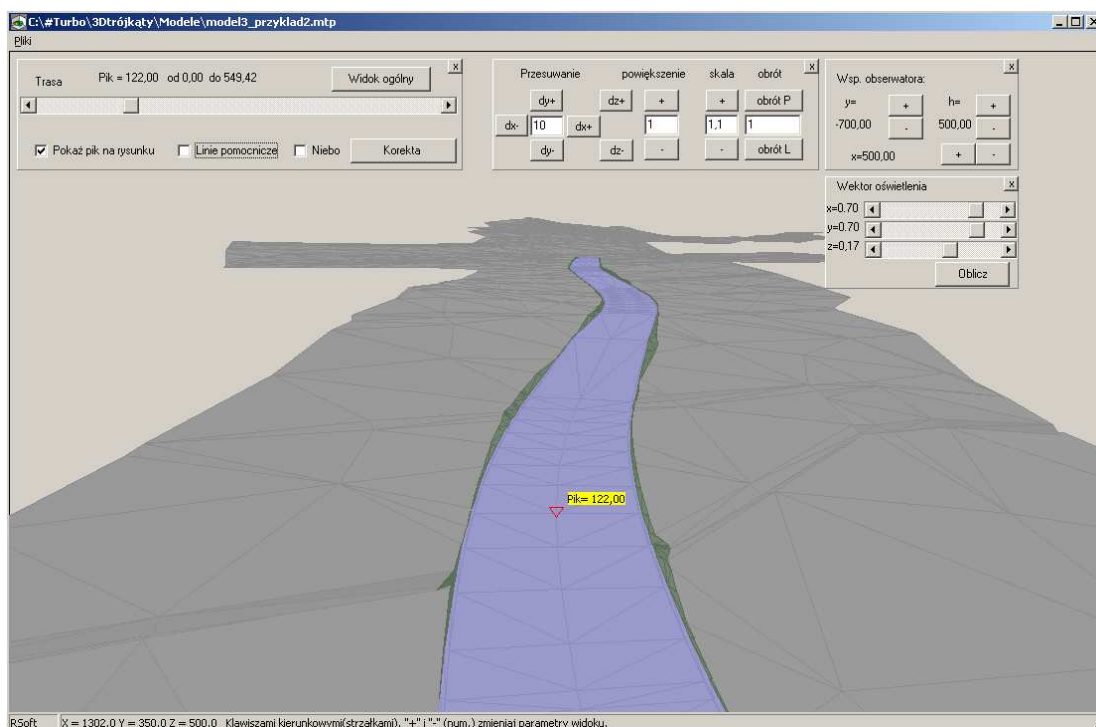 C:\#Turbo\3Dtrójkąty\Modele\model3_przyklad2.mtp
Pliki
Trasa Pik = 122,00 od 0,00 do 549,42 Widok ogólny
Pokaż pik na rysunku Linie pomocnicze Niebo Korekta
Przesuwanie powiększenie skala obrót
dy+ dz+ + + obrót P
dx- 10 dx+ 1 1,1 1
dy- dz- - - obrót L
Wsp. obserwatora:
y= + h= +
-700,00 - 500,00 -
x=500,00 + -
Wektor oświetlenia
x=0.70
y=0.70
z=0,17
Oblicz
Pik= 122,00
RSoft X = 1302.0 Y = 350.0 Z = 500.0 Klawiszami kierunkowymi(strzałkami), "+" i "-" (num.) zmieniaj parametry widoku.